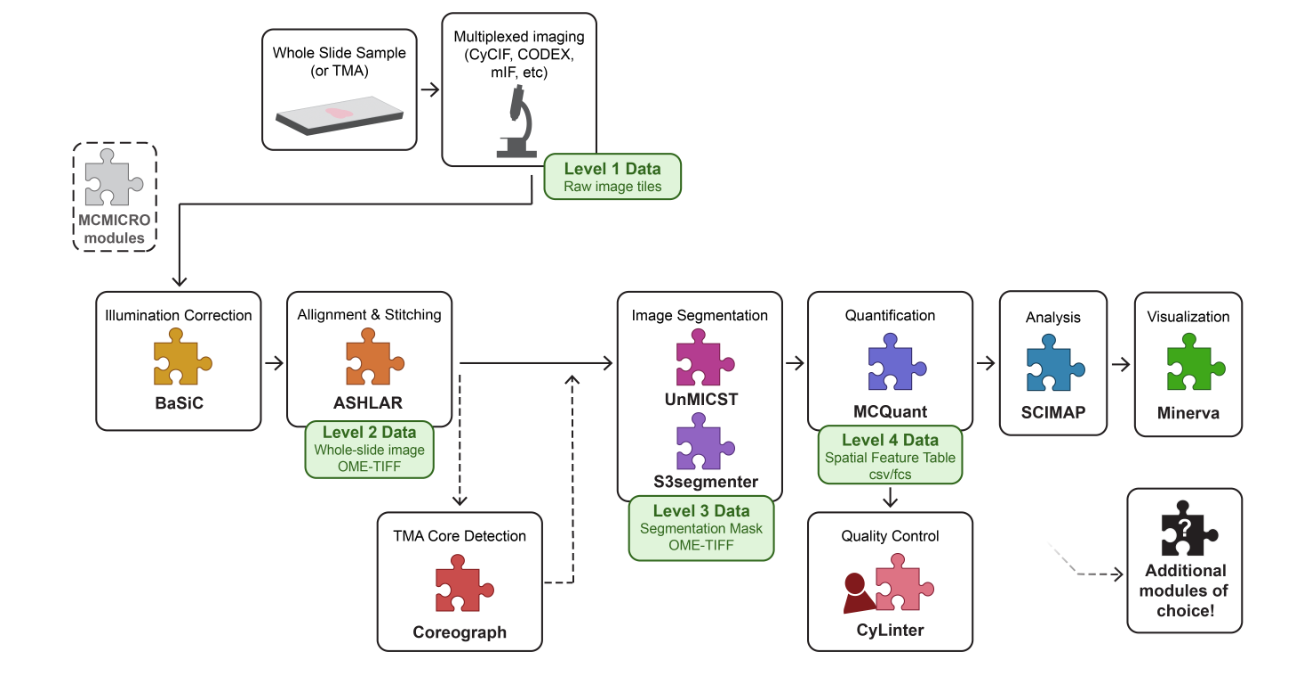 Whole Slide Sample
(or TMA)
Multiplexed imaging
(CyCIF, CODEX,
mIF, etc)
Level 1 Data
Raw image tiles
MCMICRO
modules
Illumination Correction
BaSiC
Allignment & Stitching
ASHLAR
Level 2 Data
Whole-slide image
OME-TIFF
TMA Core Detection
Coreograph
Image Segmentation
UnMICST
S3segmenter
Level 3 Data
Segmentation Mask
OME-TIFF
Quantification
MCQuant
Level 4 Data
Spatial Feature Table
csv/fcs
Quality Control
CyLinter
Analysis
SCIMAP
Visualization
Minerva
?
Additional
modules of
choice!